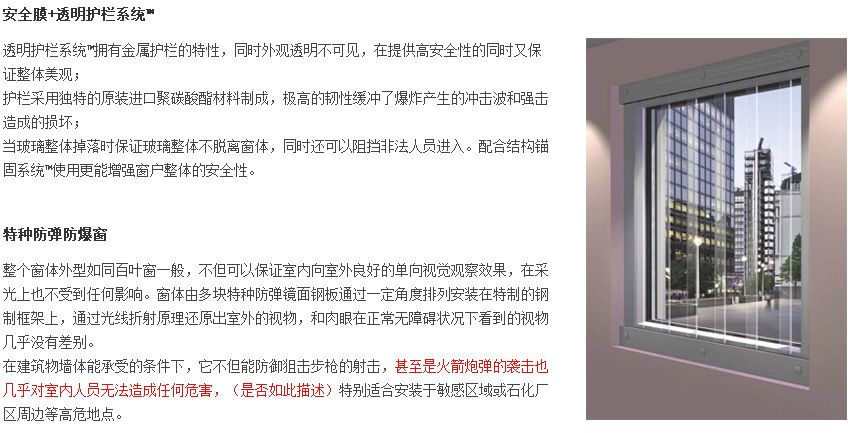 安全膜+透明护栏系统™
透明护栏系统™拥有金属护栏的特性，同时外观透明不可见，在提供高安全性的同时又保
证整体美观；
护栏采用独特的原装进口聚碳酸酯材料制成，极高的韧性缓冲了爆炸产生的冲击波和强击
造成的损坏；
当玻璃整体掉落时保证玻璃整体不脱离窗体，同时还可以阻挡非法人员进入。配合结构锚
固系统™使用更能增强窗户整体的安全性。
特种防弹防爆窗
整个窗体外型如同百叶窗一般，不但可以保证室内向室外良好的单向视觉观察效果，在采
光上也不受到任何影响。窗体由多块特种防弹镜面钢板通过一定角度排列安装在特制的钢
制框架上，通过光线折射原理还原出室外的视物，和肉眼在正常无障碍状况下看到的视物
几乎没有差别。
在建筑物墙体能承受的条件下，它不但能防御狙击步枪的射击，甚至是火箭炮弹的袭击也
几乎对室内人员无法造成任何危害，（是否如此描述）特别适合安装于敏感区域或石化厂
区周边等高危地点。